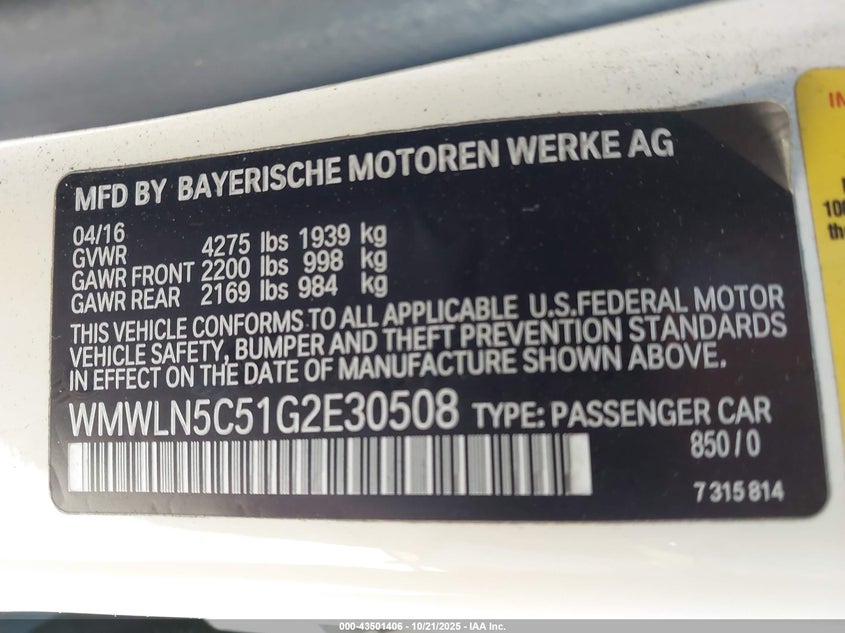 MFD BY BAYERISCHE MOTOREN WERKE AG
04/16
GVWR 4275 lbs 1939 kg
GAWR FRONT 2200 lbs 998 kg
GAWR REAR 2169 lbs 984 kg
THIS VEHICLE CONFORMS TO ALL APPLICABLE U.S.FEDERAL MOTOR
VEHICLE SAFETY, BUMPER AND THEFT PREVENTION STANDARDS
IN EFFECT ON THE DATE OF MANUFACTURE SHOWN ABOVE.
WMWLN5C51G2E30508 TYPE: PASSENGER CAR
850/0
7 315 814
000-43501406 - 10/21/2025 - IAA Inc.